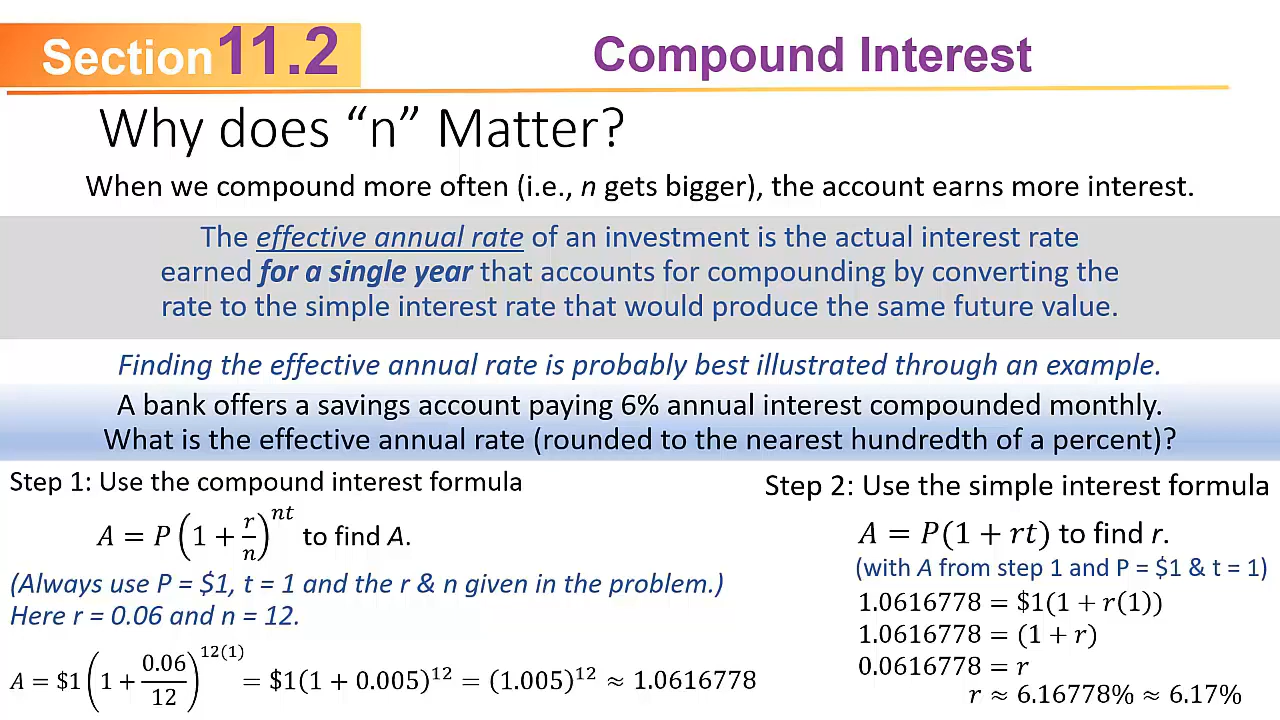 Section 11.2
Compound Interest
Why does “n” Matter?
When we compound more often (i.e., n gets bigger), the account earns more interest.
The effective annual rate of an investment is the actual interest rate
earned for a single year that accounts for compounding by converting the
rate to the simple interest rate that would produce the same future value.
Finding the effective annual rate is probably best illustrated through an example.
A bank offers a savings account paying 6% annual interest compounded monthly.
What is the effective annual rate (rounded to the nearest hundredth of a percent)?
Step 1: Use the compound interest formula
A = P(1 + r/n)^nt to find A.
(Always use P = $1, t = 1 and the r & n given in the problem.)
Here r = 0.06 and n = 12.
A = $1(1 + 0.06/12)^12(1) = $1(1 + 0.005)^12 = (1.005)^12 ≈ 1.0616778
Step 2: Use the simple interest formula
A = P(1 + rt) to find r.
(with A from step 1 and P = $1 & t = 1)
1.0616778 = $1(1 + r(1))
1.0616778 = (1 + r)
0.0616778 = r
r ≈ 6.16778% ≈ 6.17%